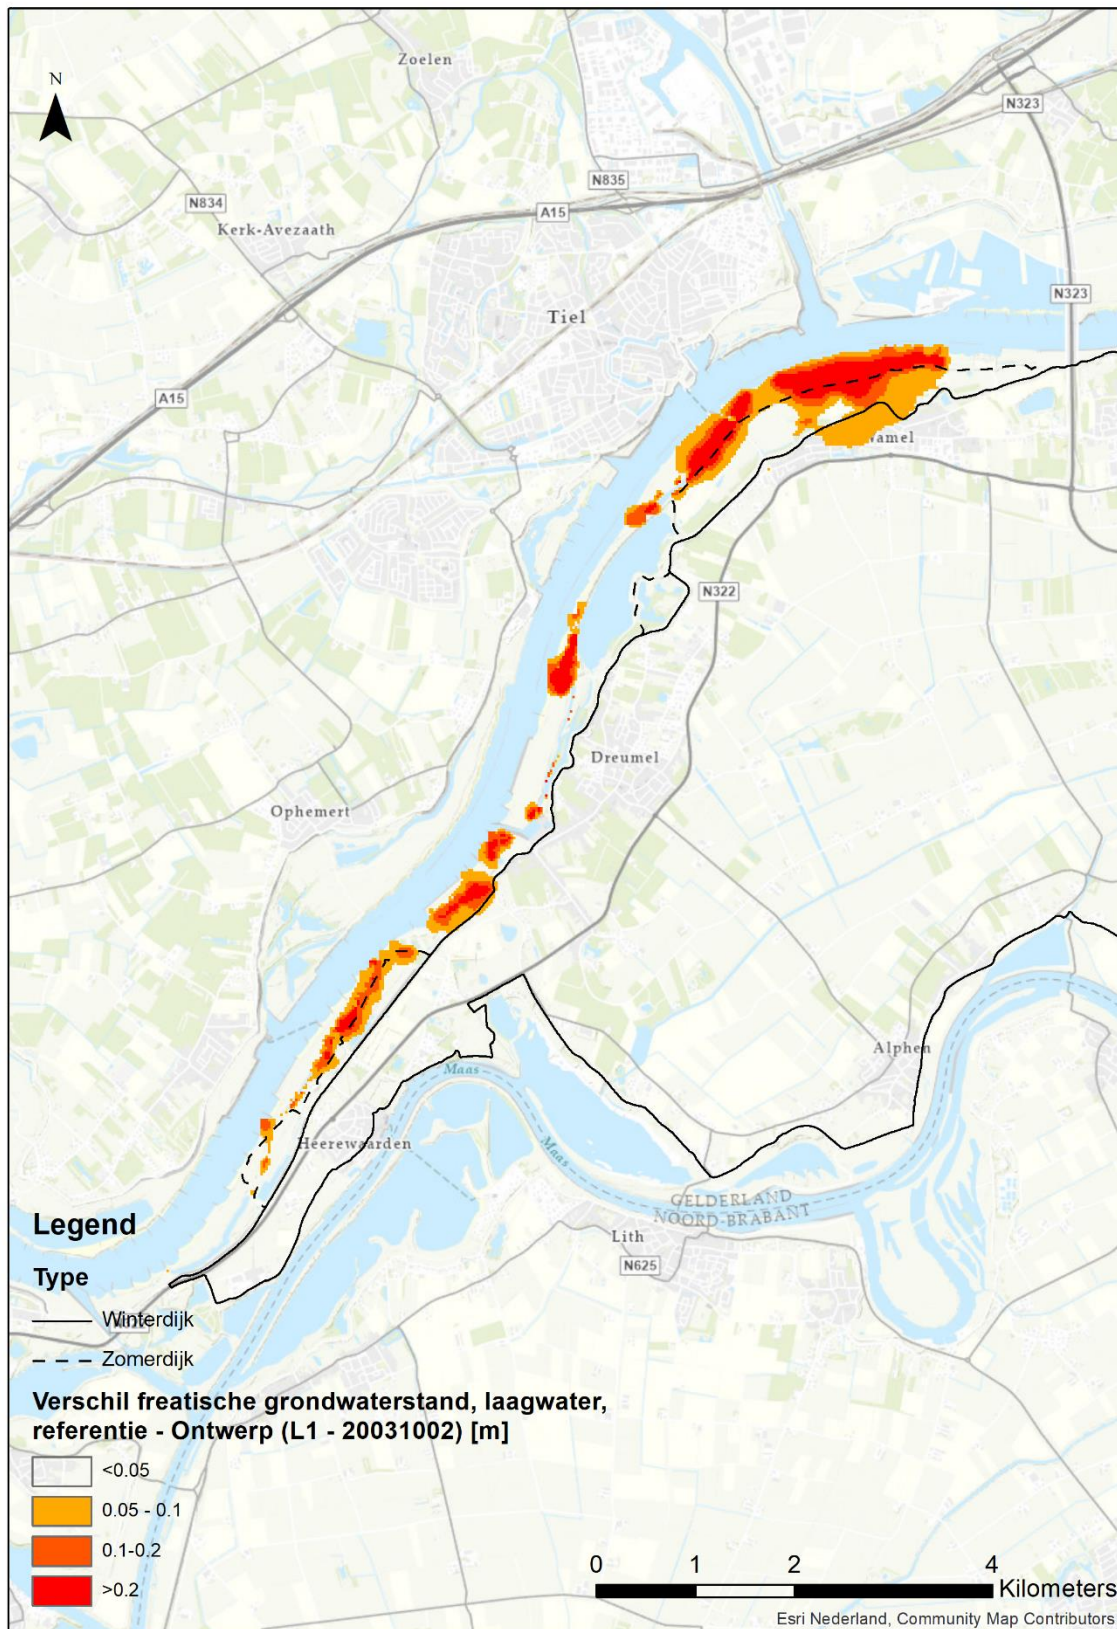 Zoelen
N
N323
N835
N834
A15
Kerk-Avezaath
N323
Tiel
A15
Wamel
N322
Dreumel
Ophemert
Alphen
Maas
Heerewaarden
Maas
GELDERLAND
NOORD-BRABANT
Lith
N625
Legend
Type
Winterdijk
Zomerdijk
Verschil freatische grondwaterstand, laagwater,
referentie - Ontwerp (L1 - 20031002) [m]
<0.05
0.05 - 0.1
0.1-0.2
>0.2
0 1 2 4
Kilometers
Esri Nederland, Community Map Contributors